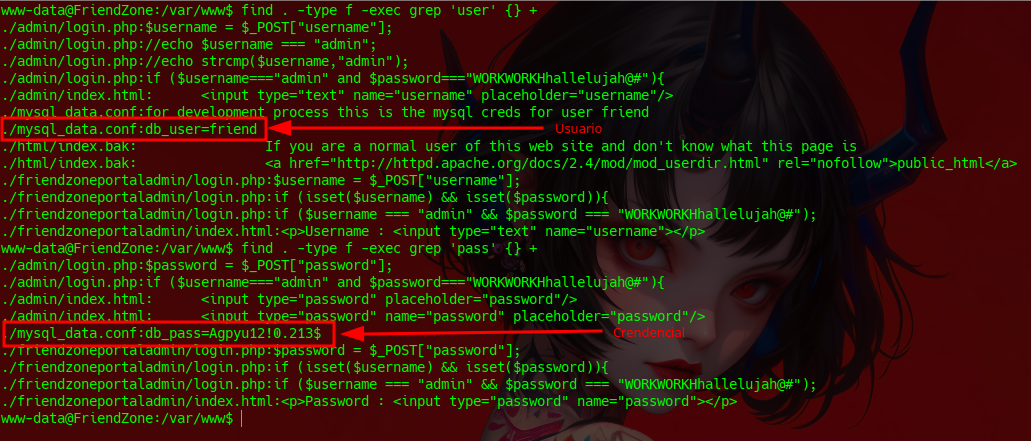 www-data@FriendZone:/var/www$ find . -type f -exec grep 'user' {} +
./admin/login.php:$username = $_POST["username"];
./admin/login.php://echo $username === "admin";
./admin/login.php://echo strcmp($username,"admin");
./admin/login.php:if ($username==="admin" and $password==="WORKWORKHhallelujah@#"){
./admin/index.html:      <input type="text" name="username" placeholder="username"/>
./mysql_data.conf:for development process this is the mysql creds for user friend
./mysql_data.conf:db_user=friend Usuario
./html/index.bak:                If you are a normal user of this web site and don't know what this page is
./html/index.bak:                <a href="http://httpd.apache.org/docs/2.4/mod/mod_userdir.html" rel="nofollow">public_html</a>
./friendzoneportaladmin/login.php:$username = $_POST["username"];
./friendzoneportaladmin/login.php:if (isset($username) && isset($password)){
./friendzoneportaladmin/login.php:if ($username === "admin" && $password === "WORKWORKHhallelujah@#");
./friendzoneportaladmin/index.html:<p>Username : <input type="text" name="username"></p>
www-data@FriendZone:/var/www$ find . -type f -exec grep 'pass' {} +
./admin/login.php:$password = $_POST["password"];
./admin/login.php:if ($username==="admin" and $password==="WORKWORKHhallelujah@#"){
./admin/index.html:      <input type="password" placeholder="password"/>
./admin/index.html:      <input type="password" name="password" placeholder="password"/>
./mysql_data.conf:db_pass=Agpyu12!0.213$ Crendencial
./friendzoneportaladmin/login.php:$password = $_POST["password"];
./friendzoneportaladmin/login.php:if (isset($username) && isset($password)){
./friendzoneportaladmin/login.php:if ($username === "admin" && $password === "WORKWORKHhallelujah@#");
./friendzoneportaladmin/index.html:<p>Password : <input type="password" name="password"></p>
www-data@FriendZone:/var/www$